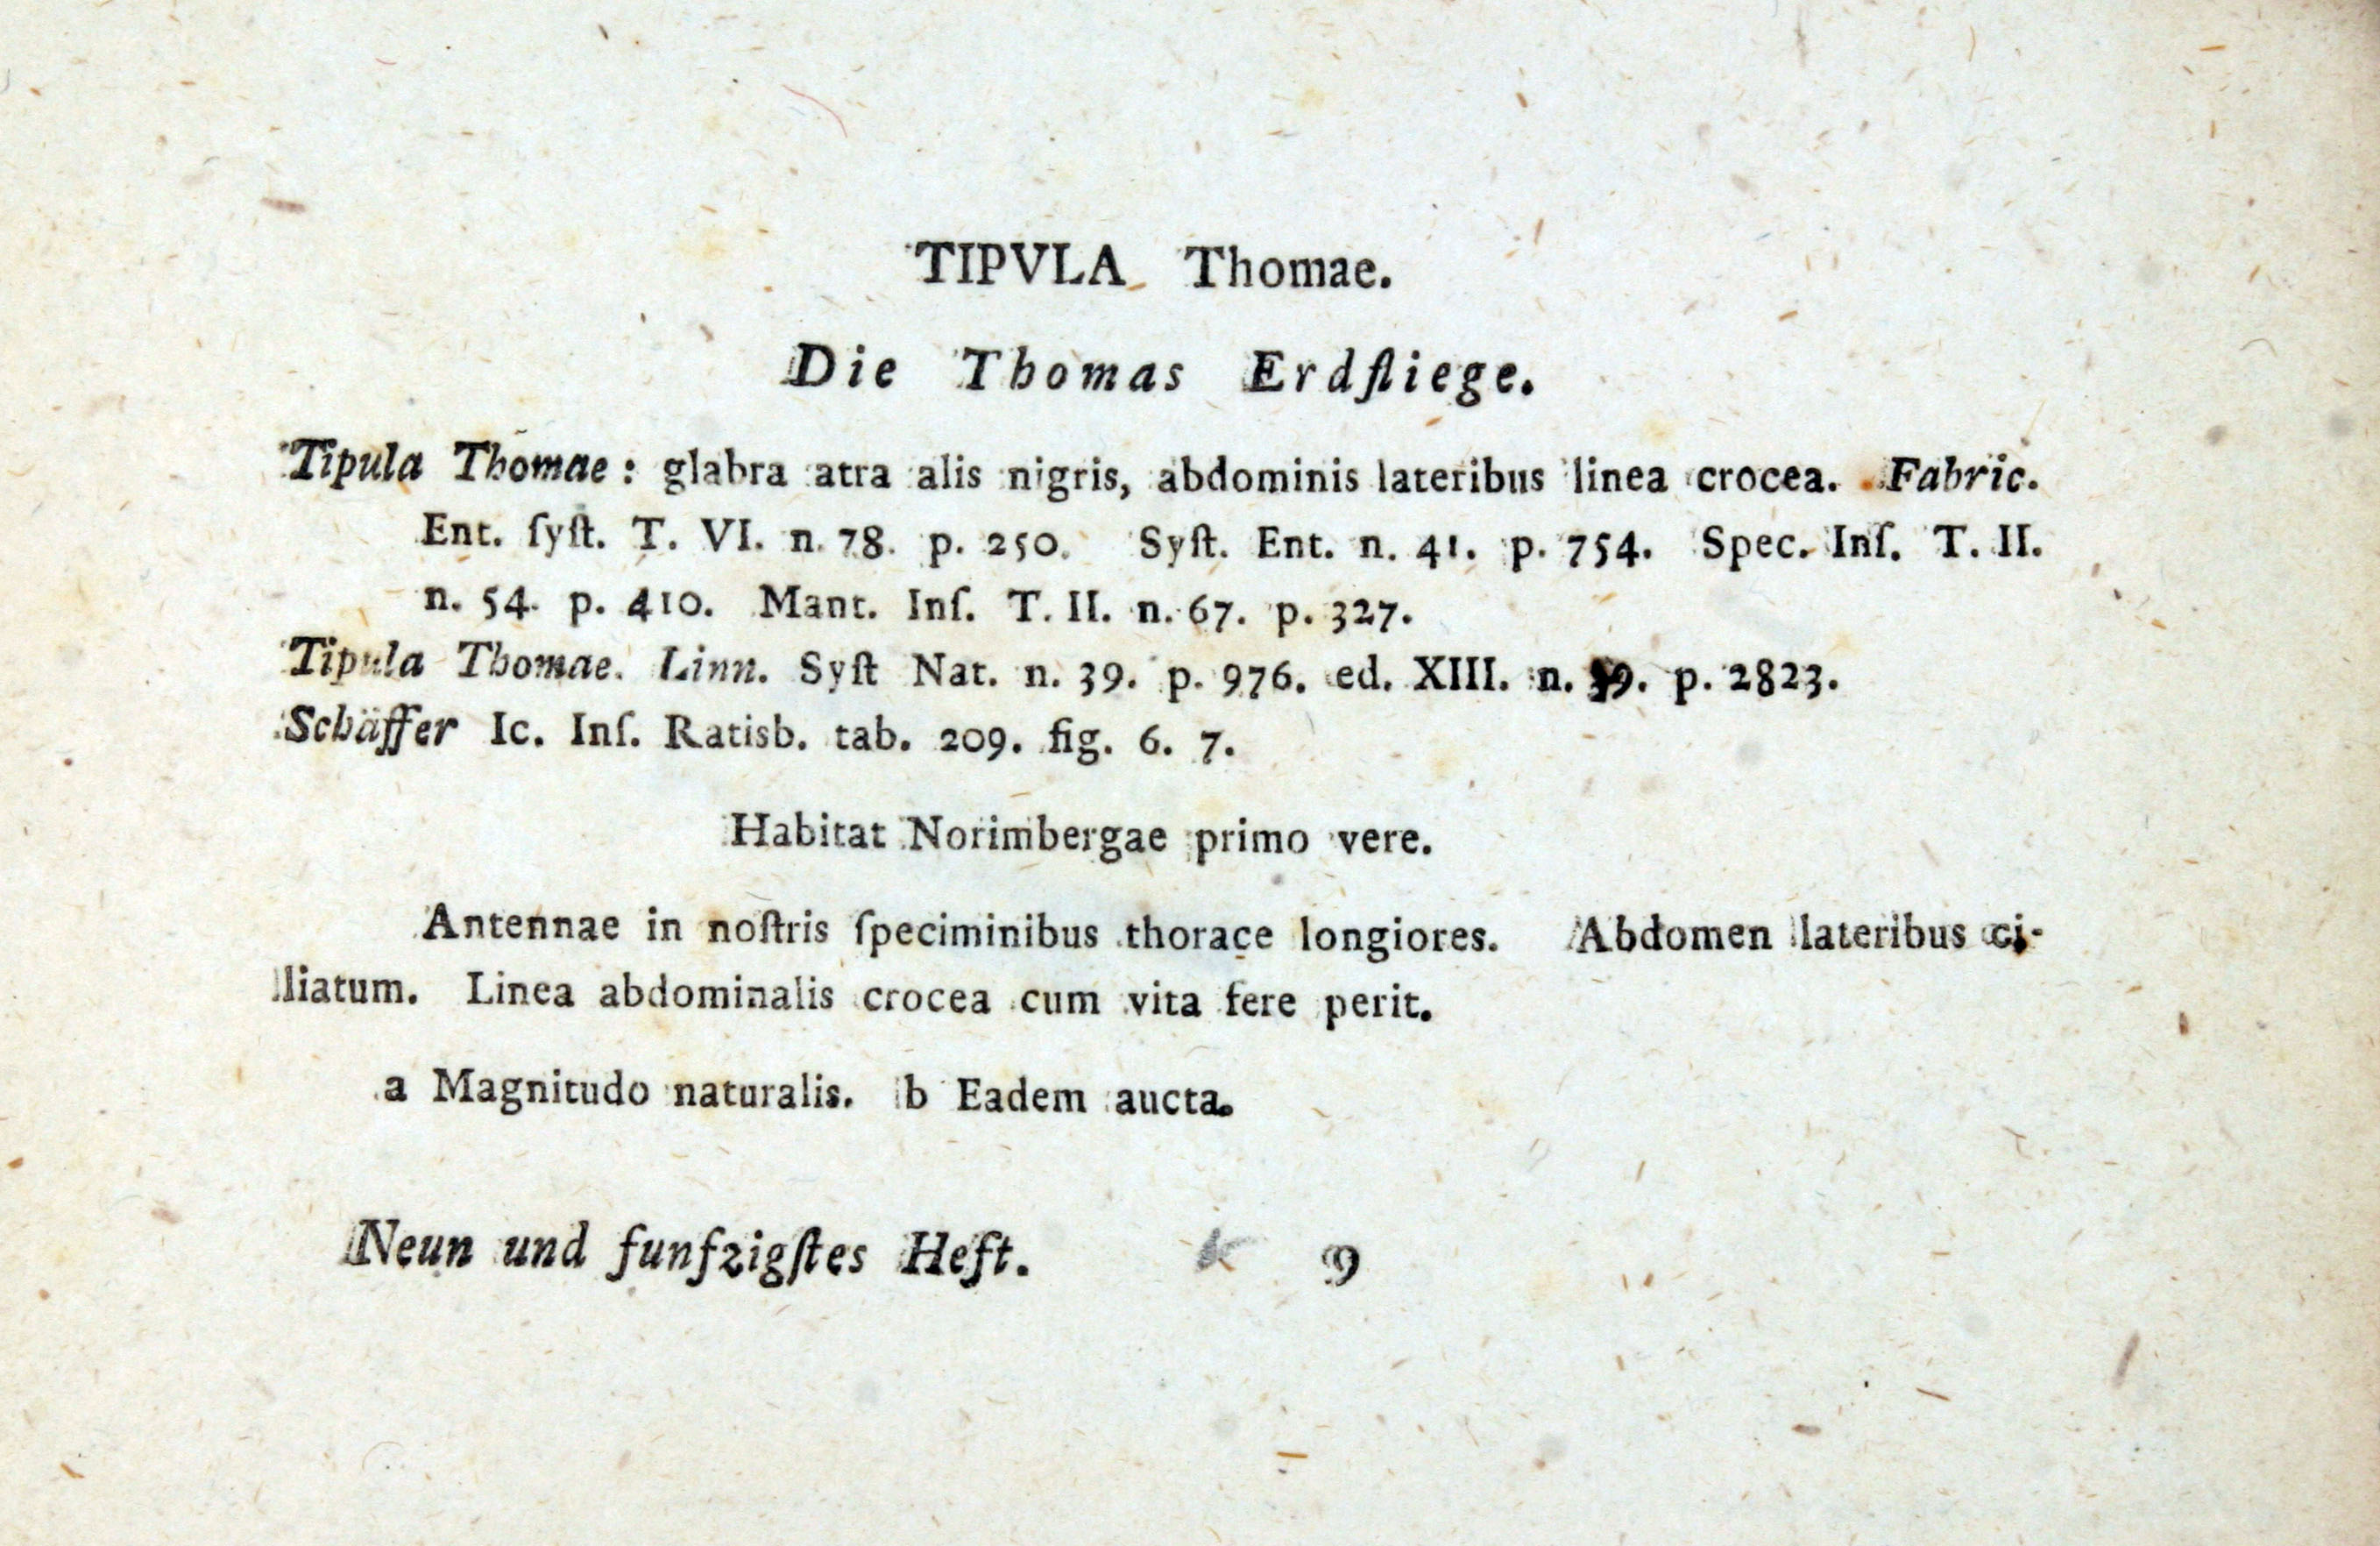 TIPVLA Thomae.
Die Thomas Erdfliege.
Tipula Thomae: glabra atra alis nigris, abdominis lateribus linea crocea. Fabric.
Ent. ſyſt. T. VI. n. 78. p. 250. Syſt. Ent. n. 41. p. 754. Spec. Inſ. T. II.
n. 54. p. 410. Mant. Inſ. T. II. n. 67. p. 327.
Tipula Thomae. Linn. Syſt Nat. n. 39. p. 976. ed. XIII. n. p. 2823.
Schäffer Ic. Inſ. Ratisb. tab. 209. fig. 6. 7.
Habitat Norimbergae primo vere.
Antennae in noſtris ſpeciminibus thorace longiores. Abdomen lateribus ci-
liatum. Linea abdominalis crocea cum vita fere perit.
a Magnitudo naturalis. b Eadem aucta.
Neun und funfzigſtes Heft. K 9